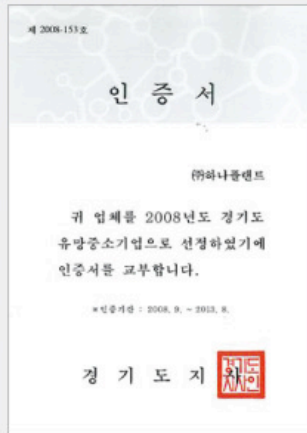 제 2008-153호
인 증 서
㈜하나플랜트
귀 업체를 2008년도 경기도
유망중소기업으로 선정하였기에
인증서를 교부합니다.
*인증기간 : 2008. 9. ~ 2013. 8.
경 기 도 지 사